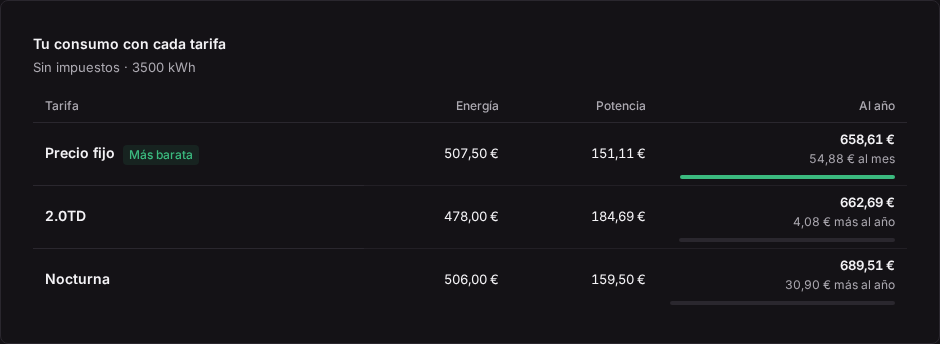 Tu consumo con cada tarifa
Sin impuestos · 3500 kWh
Tarifa Energía Potencia Al año
Precio fijo Más barata 507,50 € 151,11 € 658,61 €
54,88 € al mes
2.0TD 478,00 € 184,69 € 662,69 €
4,08 € más al año
Nocturna 506,00 € 159,50 € 689,51 €
30,90 € más al año